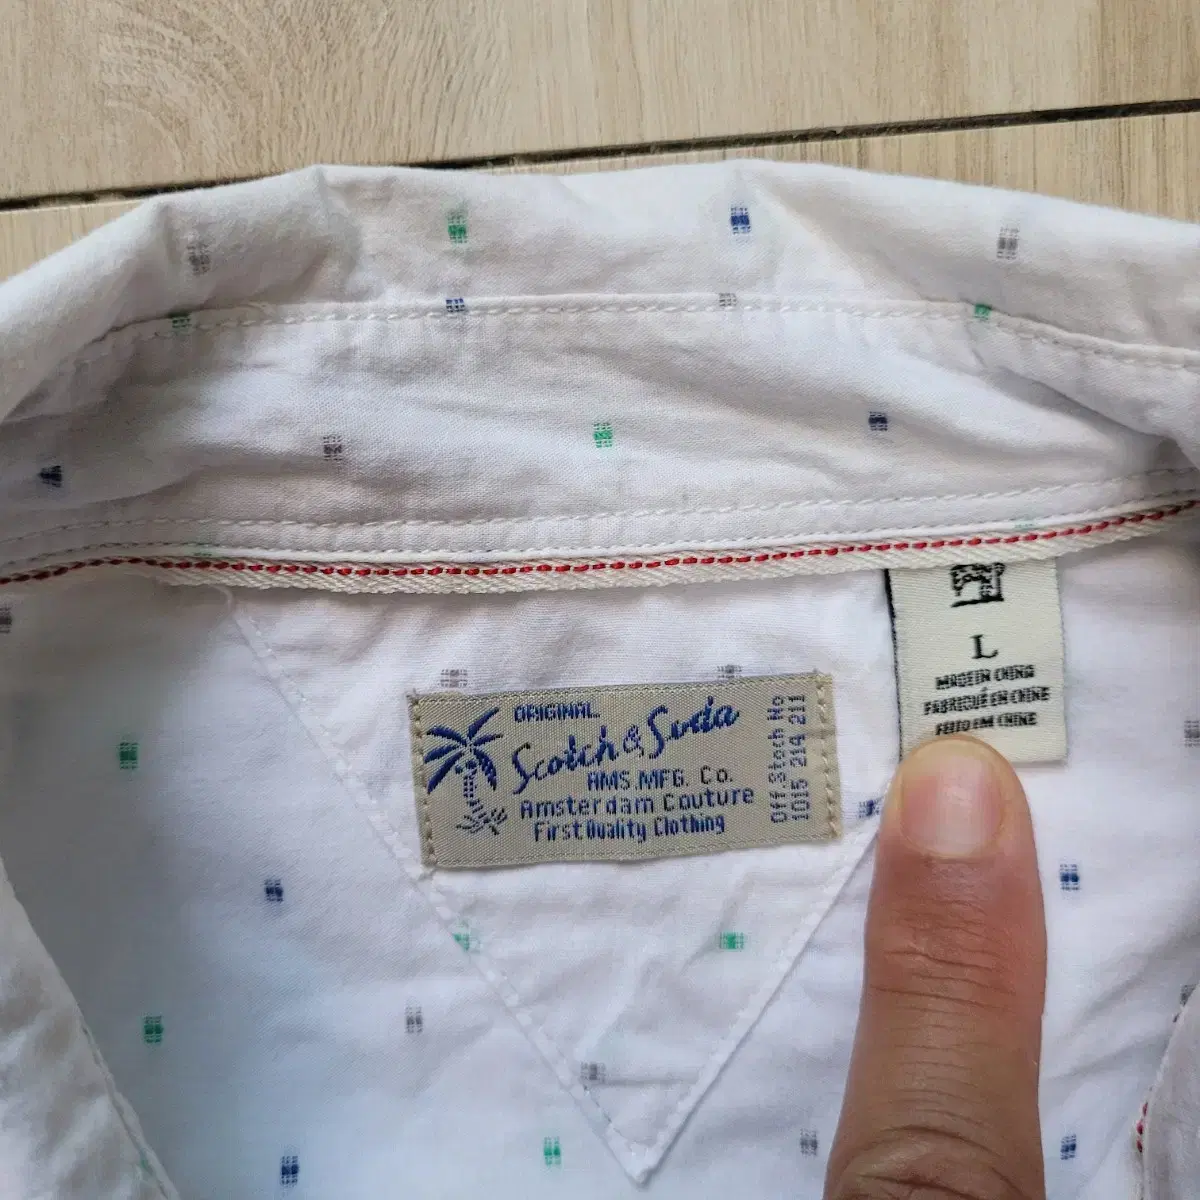 ORIGINAL
Scotch & Soda
AMS. MFG. Co.
Amsterdam Couture
First Quality Clothing
Off. Stock No
1015 214 211
L
MADE IN CHINA
FABRIQUÉ EN CHINE
FEITO EM CHINE